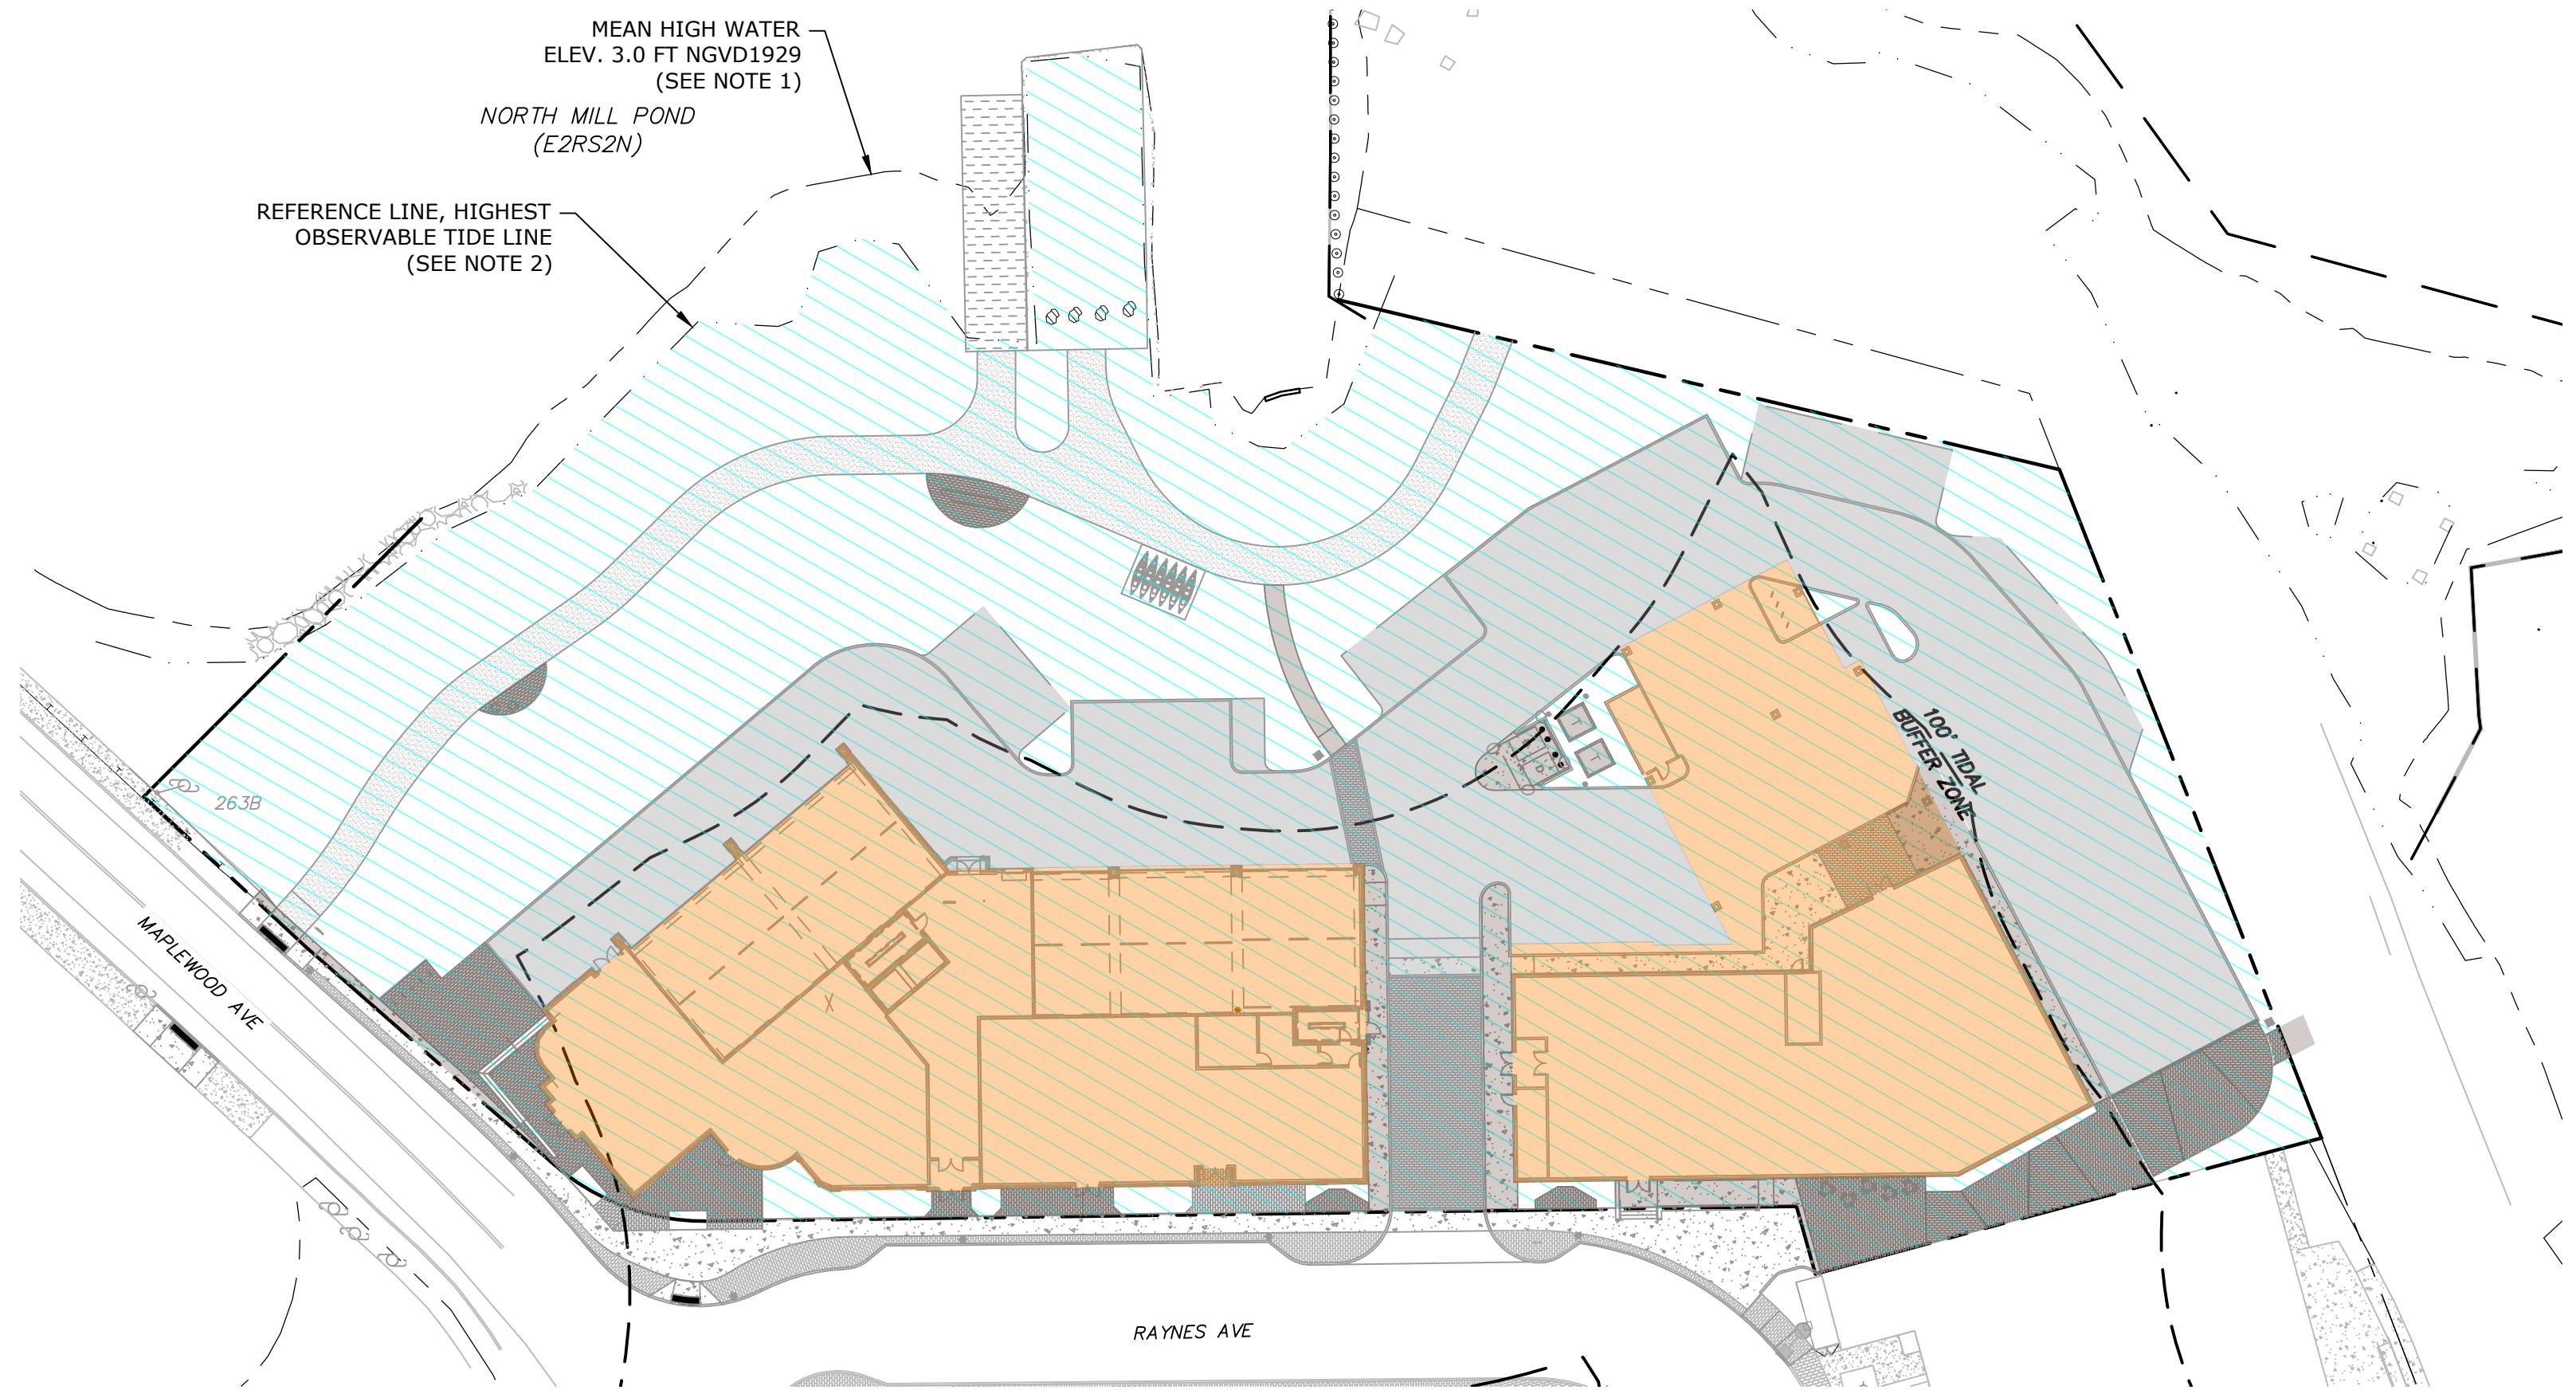 MEAN HIGH WATER
ELEV. 3.0 FT NGVD1929
(SEE NOTE 1)
NORTH MILL POND
(E2RS2N)
REFERENCE LINE, HIGHEST
OBSERVABLE TIDE LINE
(SEE NOTE 2)
263B
100' TIDAL
BUFFER ZONE
T
T
MAPLEWOOD AVE
RAYNES AVE